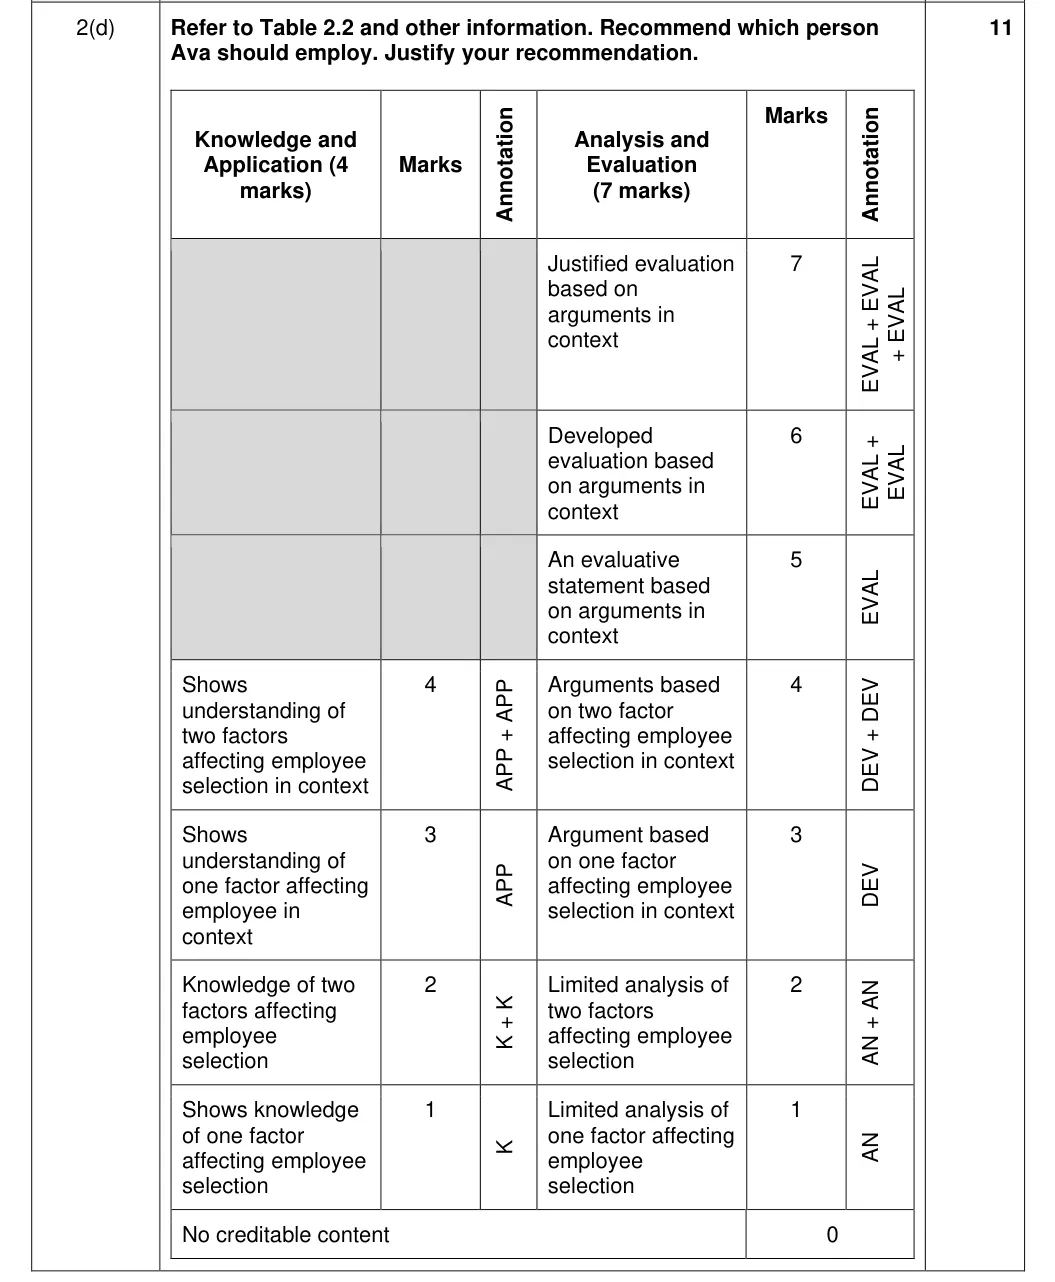 2(d)
Refer to Table 2.2 and other information. Recommend which person
Ava should employ. Justify your recommendation.
11
Knowledge and
Application (4
marks)
Marks
Annotation
Analysis and
Evaluation
(7 marks)
Marks
Annotation
Justified evaluation
based on
arguments in
context
7
EVAL + EVAL
+ EVAL
Developed
evaluation based
on arguments in
context
6
EVAL +
EVAL
An evaluative
statement based
on arguments in
context
5
EVAL
Shows
understanding of
two factors
affecting employee
selection in context
4
APP + APP
Arguments based
on two factor
affecting employee
selection in context
4
DEV + DEV
Shows
understanding of
one factor affecting
employee in
context
3
APP
Argument based
on one factor
affecting employee
selection in context
3
DEV
Knowledge of two
factors affecting
employee
selection
2
K + K
Limited analysis of
two factors
affecting employee
selection
2
AN + AN
Shows knowledge
of one factor
affecting employee
selection
1
K
Limited analysis of
one factor affecting
employee
selection
1
AN
No creditable content
0